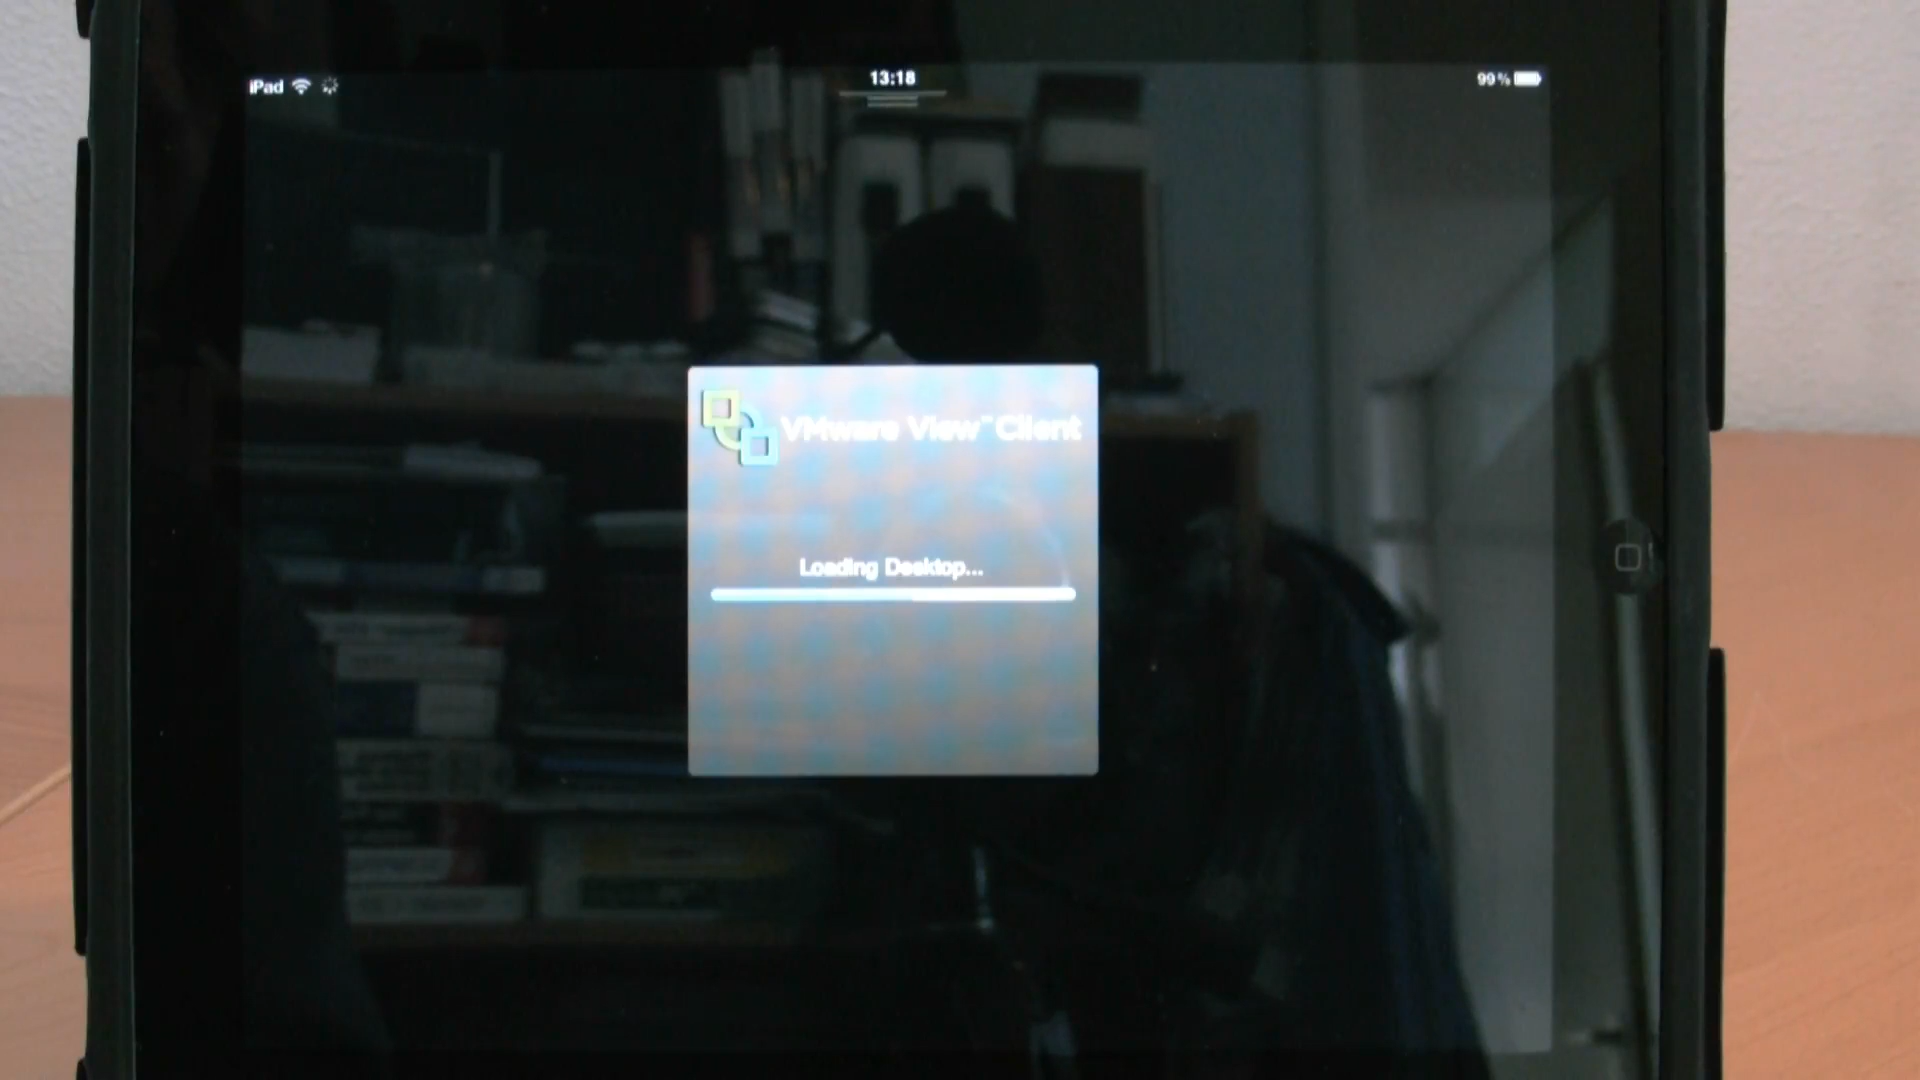 iPad
13:18
99%
VMware View™ Client
Loading Desktop...